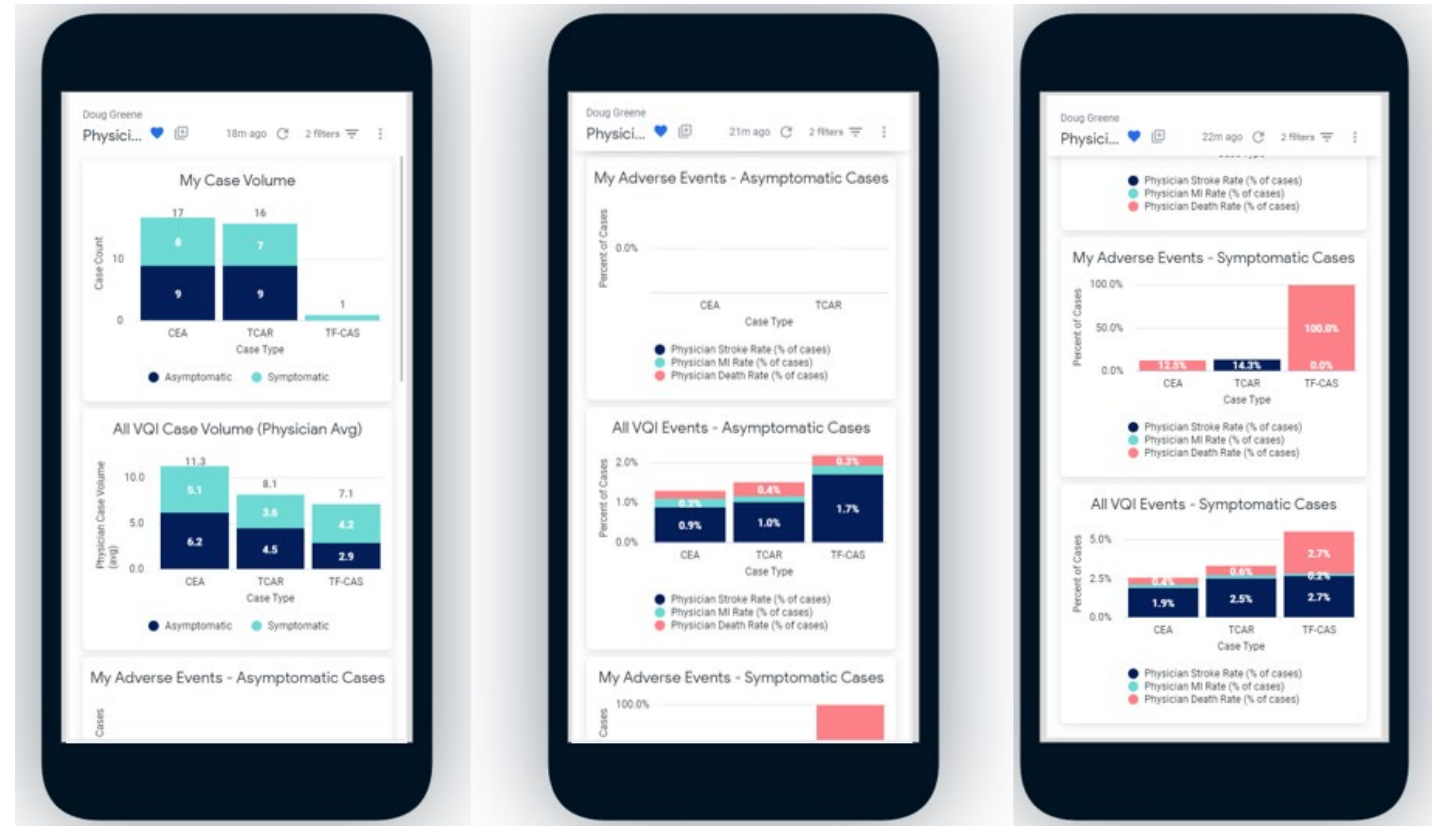 Doug Greene
Physici... 18m ago 2 filters
My Case Volume
17 16
8 7
10
9 9
1
0
Case Count
CEA TCAR TF-CAS
Case Type
Asymptomatic Symptomatic
All VQI Case Volume (Physician Avg)
11.3
10.0
8.1
7.1
5.1
3.6
4.2
5.0
6.2
4.5
2.9
0.0
Physician Case Volume
(avg)
CEA TCAR TF-CAS
Case Type
Asymptomatic Symptomatic
My Adverse Events - Asymptomatic Cases
Cases
Doug Greene
Physici... 21m ago 2 filters
My Adverse Events - Asymptomatic Cases
Percent of Cases
0.0%
CEA TCAR
Case Type
Physician Stroke Rate (% of cases)
Physician MI Rate (% of cases)
Physician Death Rate (% of cases)
All VQI Events - Asymptomatic Cases
Percent of Cases
2.0%
0.3%
0.4%
1.0%
0.9% 1.0% 1.7%
0.0%
CEA TCAR TF-CAS
Case Type
Physician Stroke Rate (% of cases)
Physician MI Rate (% of cases)
Physician Death Rate (% of cases)
My Adverse Events - Symptomatic Cases
100.0%
Cases
Doug Greene
Physici... 22m ago 2 filters
Physician Stroke Rate (% of cases)
Physician MI Rate (% of cases)
Physician Death Rate (% of cases)
My Adverse Events - Symptomatic Cases
Percent of Cases
100.0%
50.0%
100.0%
0.0%
12.5% 14.3% 0.0%
CEA TCAR TF-CAS
Case Type
Physician Stroke Rate (% of cases)
Physician MI Rate (% of cases)
Physician Death Rate (% of cases)
All VQI Events - Symptomatic Cases
Percent of Cases
5.0%
2.7%
2.5%
0.4% 0.6% 0.2%
1.9% 2.5% 2.7%
0.0%
CEA TCAR TF-CAS
Case Type
Physician Stroke Rate (% of cases)
Physician MI Rate (% of cases)
Physician Death Rate (% of cases)